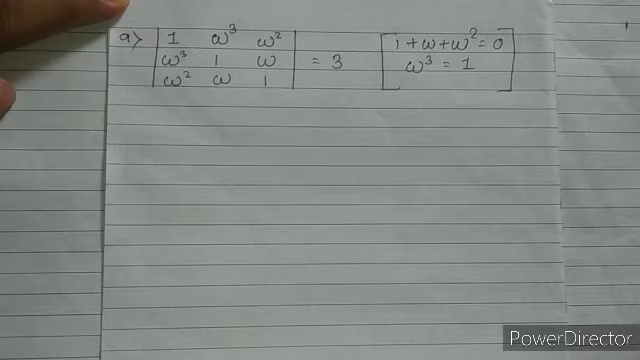 a> | 1 ω³ ω² |
| ω³ 1 ω | = 3 [ 1 + ω + ω² = 0
| ω² ω 1 | ω³ = 1 ]
PowerDirector